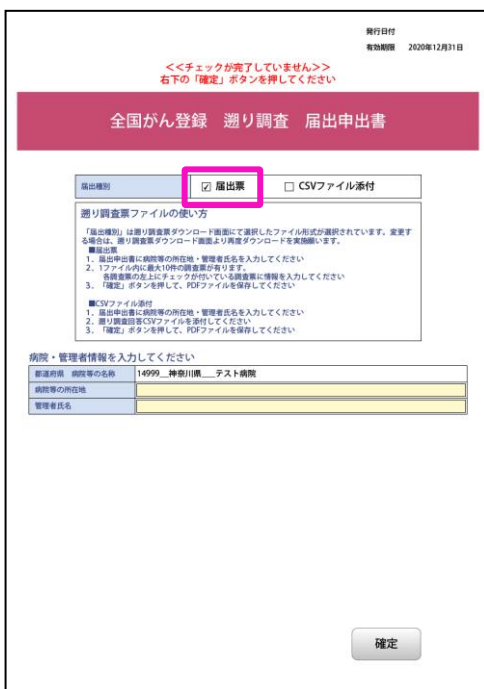 発行日付
有効期限 2020年12月31日
<<チェックが完了していません>>
右下の「確定」ボタンを押してください
全国がん登録 遡り調査 届出申出書
届出種別 ☑ 届出票 ☐ CSVファイル添付
遡り調査票ファイルの使い方
「届出種別」は遡り調査票ダウンロード画面にて選択したファイル形式が選択されています。変更す
る場合は、遡り調査票ダウンロード画面より再度ダウンロードを実施願います。
■届出票
1. 届出申出書に病院等の所在地・管理者氏名を入力してください
2. 1ファイル内に最大10件の調査票が有ります。
各調査票の左上にチェックが付いている調査票に情報を入力してください
3. 「確定」ボタンを押して、PDFファイルを保存してください
■CSVファイル添付
1. 届出申出書に病院等の所在地・管理者氏名を入力してください
2. 遡り調査回答CSVファイルを添付してください
3. 「確定」ボタンを押して、PDFファイルを保存してください
病院・管理者情報を入力してください
都道府県 病院等の名称 14999__神奈川県___テスト病院
病院等の所在地
管理者氏名
確定